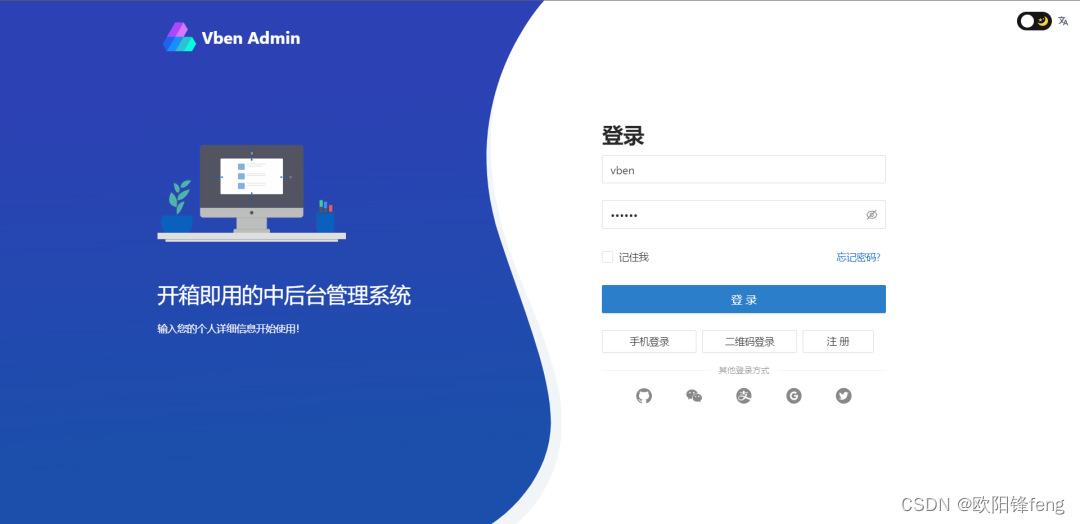 Vben Admin
登录
vben
••••••
记住我
忘记密码?
登 录
手机登录
二维码登录
注 册
其他登录方式
开箱即用的中后台管理系统
输入您的个人详细信息开始使用！
CSDN @欧阳锋feng